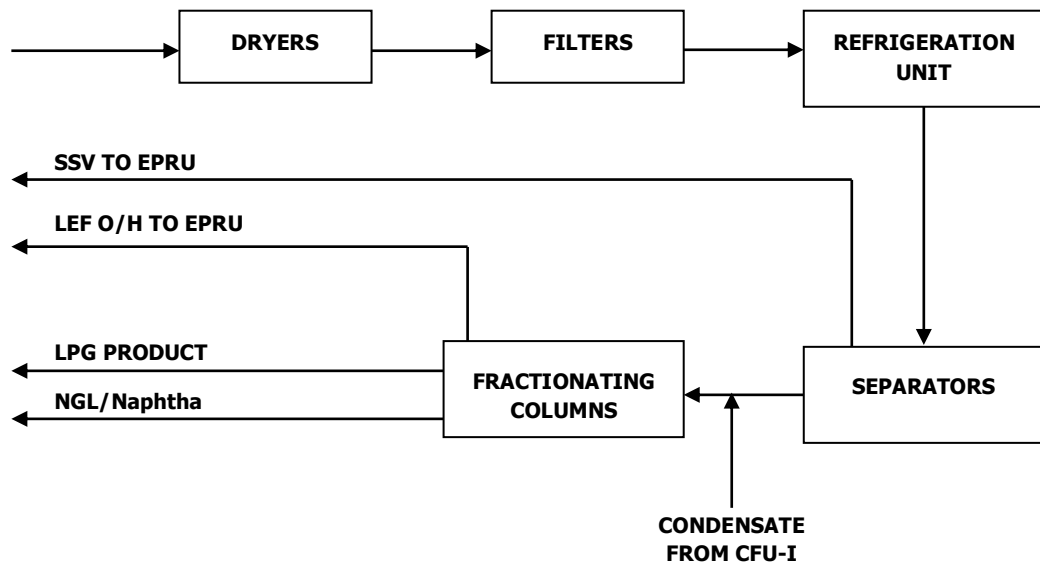 DRYERS
FILTERS
REFRIGERATION
UNIT
SSV TO EPRU
LEF O/H TO EPRU
LPG PRODUCT
NGL/Naphtha
FRACTIONATING
COLUMNS
SEPARATORS
CONDENSATE
FROM CFU-I